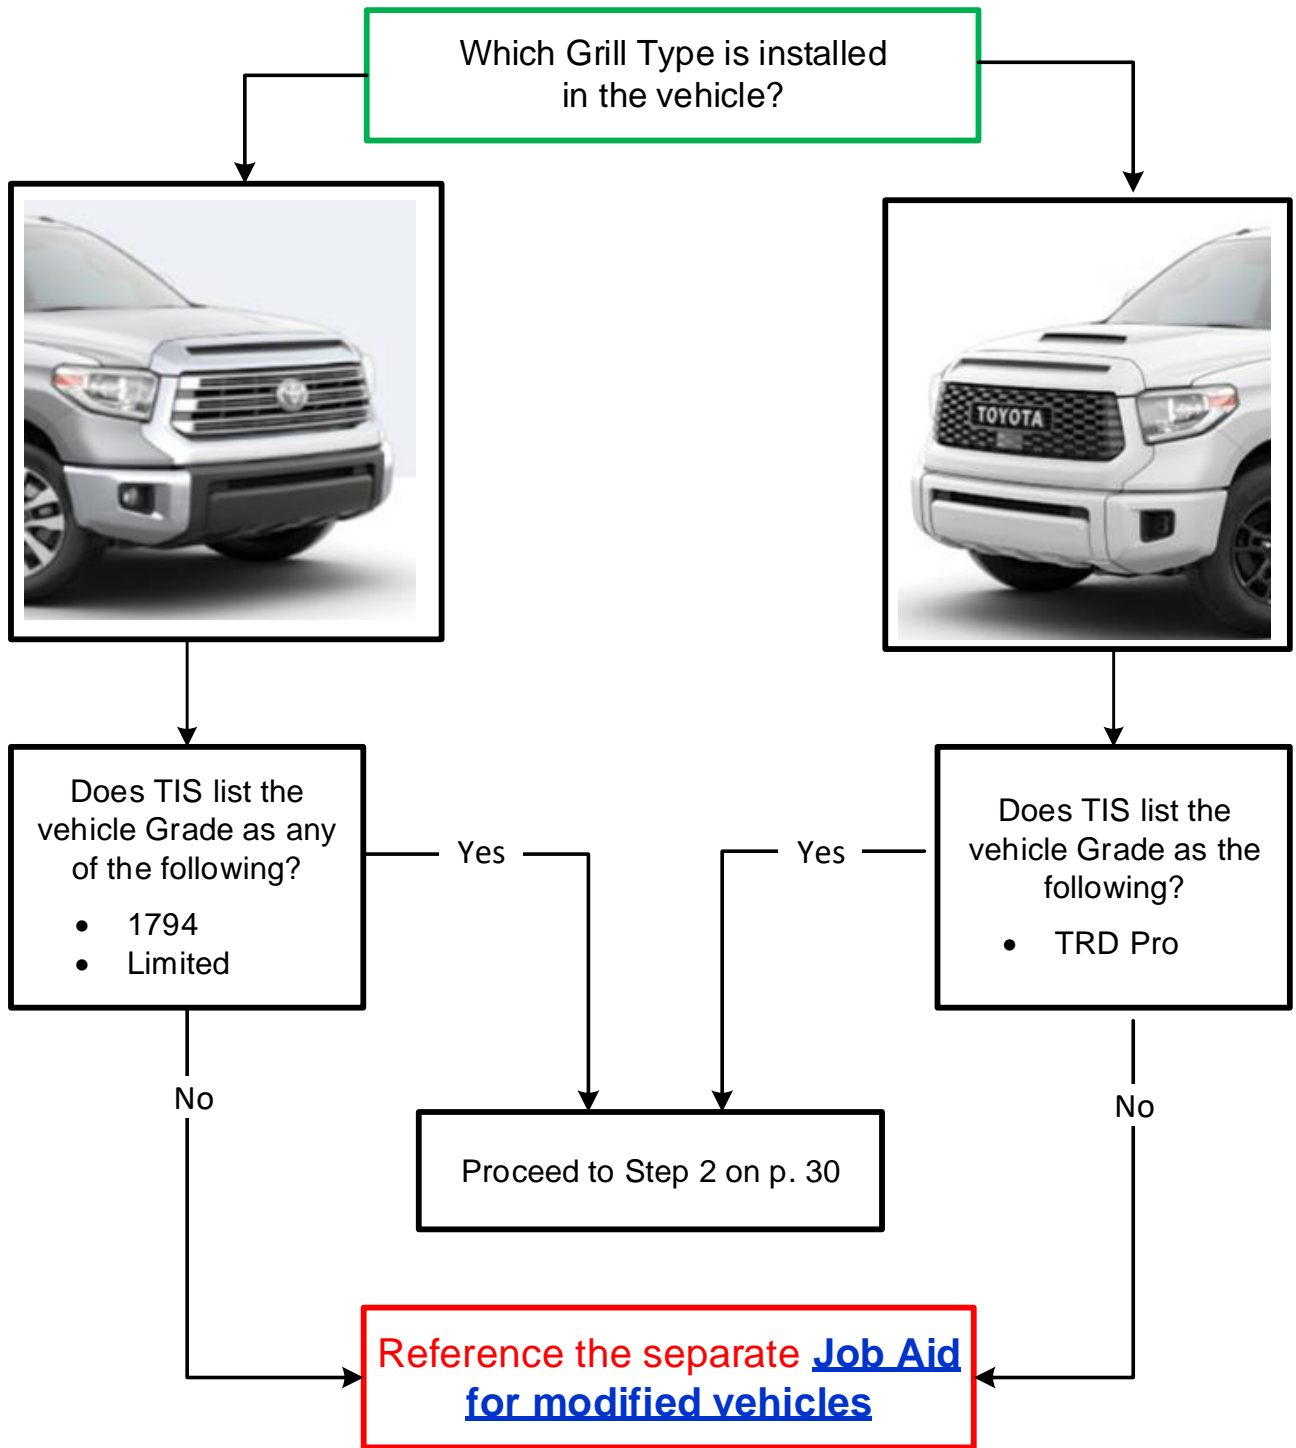 Which Grill Type is installed
in the vehicle?
TOYOTA
Does TIS list the
vehicle Grade as any
of the following?
• 1794
• Limited
Yes
Yes
Does TIS list the
vehicle Grade as the
following?
• TRD Pro
No
No
Proceed to Step 2 on p. 30
Reference the separate Job Aid
for modified vehicles